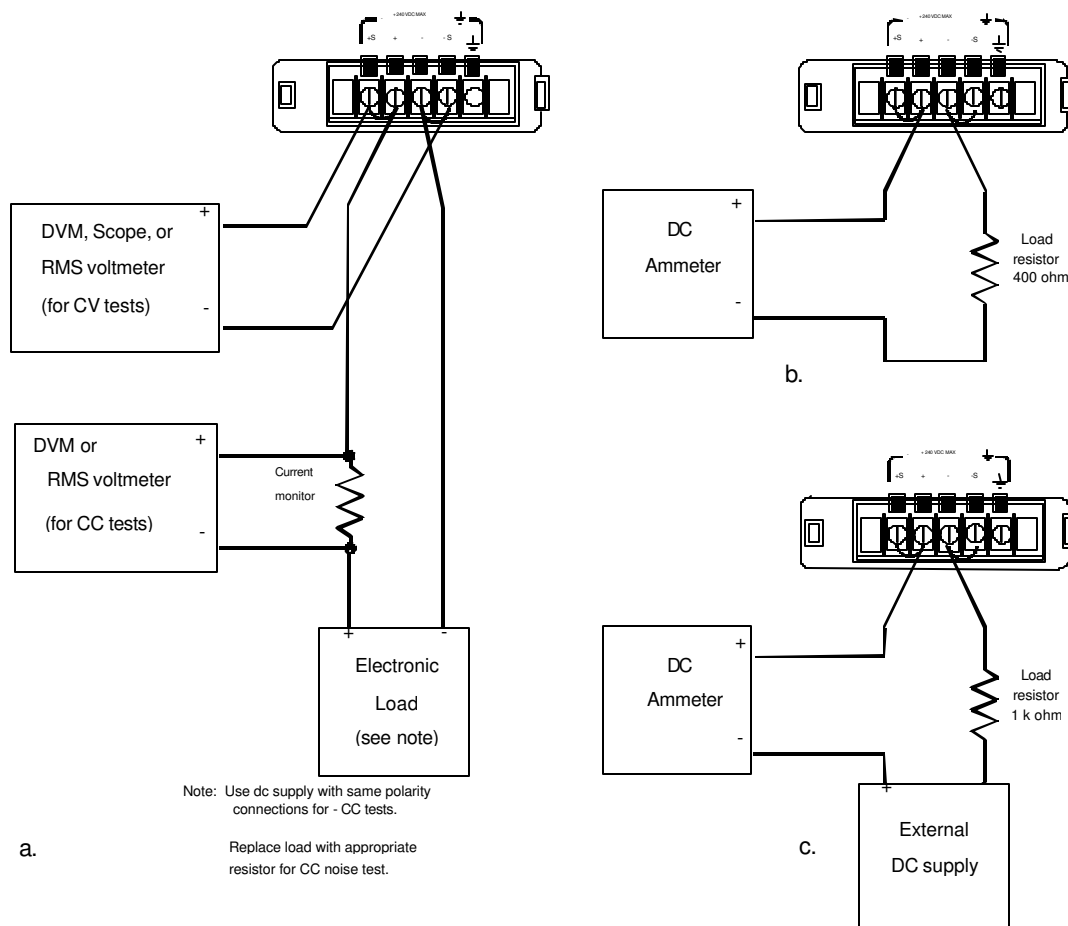 - +240 VDC MAX
+S + - -S
DVM, Scope, or
RMS voltmeter
(for CV tests)
+
-
DVM or
RMS voltmeter
(for CC tests)
+
-
Current
monitor
+ -
Electronic
Load
(see note)
Note: Use dc supply with same polarity
connections for - CC tests.
Replace load with appropriate
resistor for CC noise test.
a.
- +240 VDC MAX
+S + - -S
DC
Ammeter
+
-
Load
resistor
400 ohm
b.
- +240 VDC MAX
+S + - -S
DC
Ammeter
+
-
Load
resistor
1 k ohm
+
External
DC supply
c.